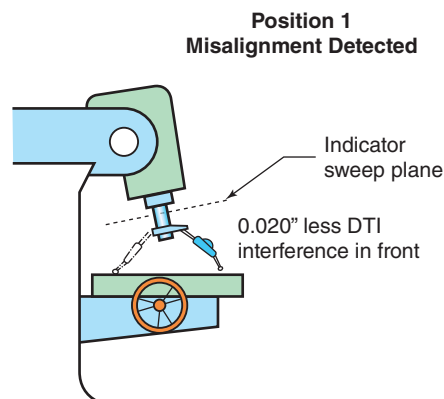 Position 1
Misalignment Detected
Indicator
sweep plane
0.020" less DTI
interference in front